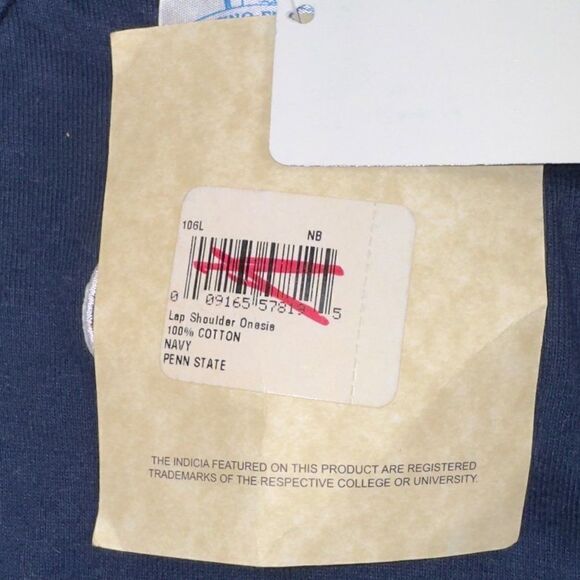 106L NB
0 09165 57819 5
Lap Shoulder Onesie
100% COTTON
NAVY
PENN STATE
THE INDICIA FEATURED ON THIS PRODUCT ARE REGISTERED
TRADEMARKS OF THE RESPECTIVE COLLEGE OR UNIVERSITY.